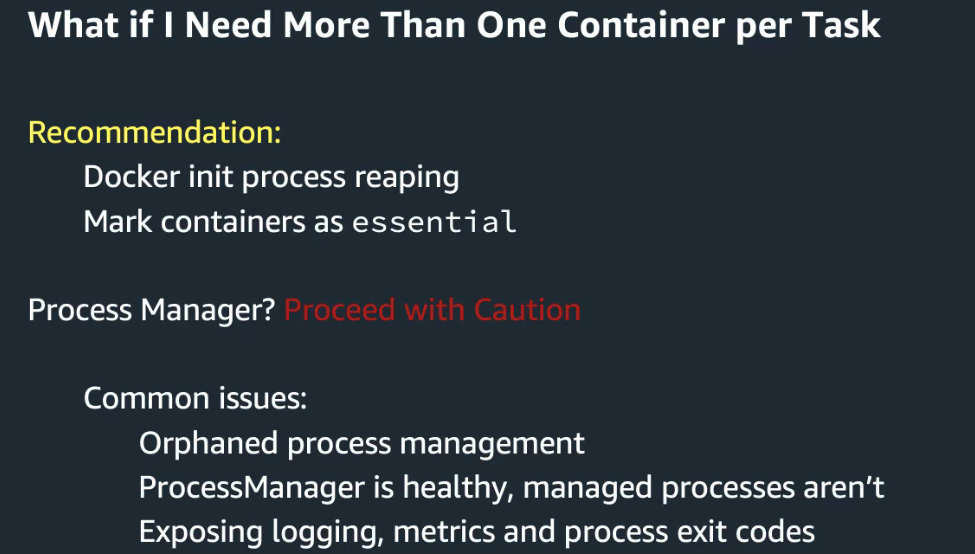 What if I Need More Than One Container per Task
Recommendation:
Docker init process reaping
Mark containers as essential
Process Manager? Proceed with Caution
Common issues:
Orphaned process management
ProcessManager is healthy, managed processes aren't
Exposing logging, metrics and process exit codes